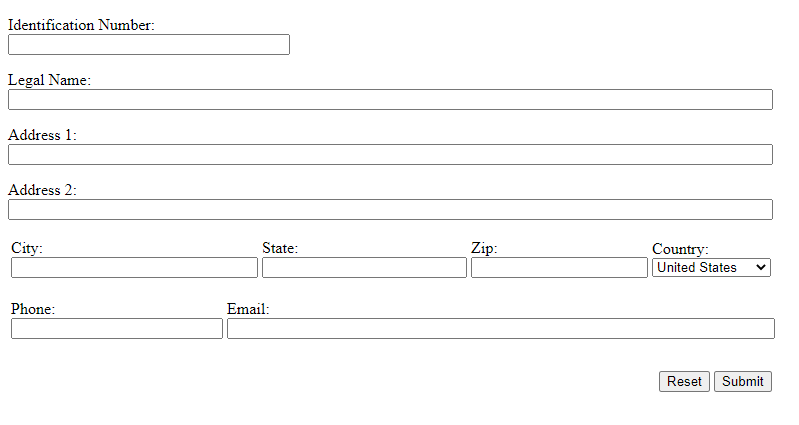 Identification Number:
Legal Name:
Address 1:
Address 2:
City: State: Zip: Country:
United States
Phone: Email:
Reset Submit